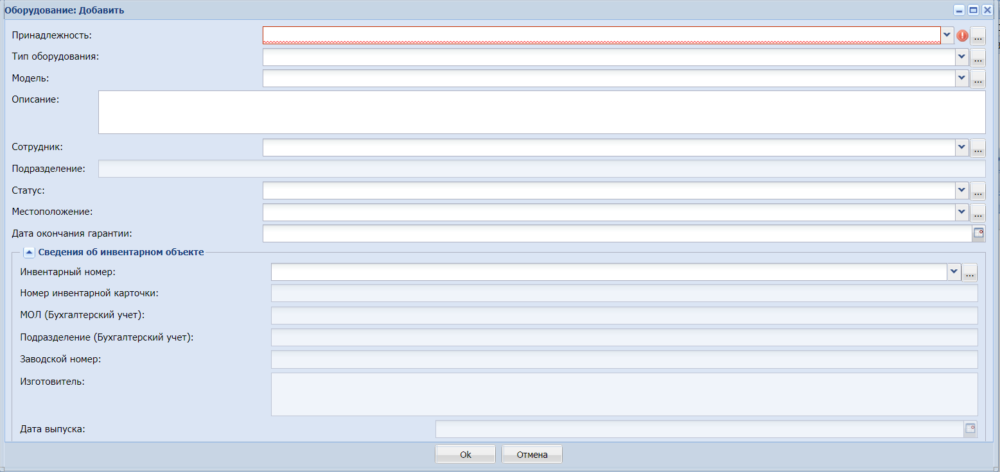 Оборудование: Добавить
Принадлежность:
...
Тип оборудования:
...
Модель:
...
Описание:
Сотрудник:
...
Подразделение:
Статус:
...
Местоположение:
...
Дата окончания гарантии:
Сведения об инвентарном объекте
Инвентарный номер:
...
Номер инвентарной карточки:
МОЛ (Бухгалтерский учет):
Подразделение (Бухгалтерский учет):
Заводской номер:
Изготовитель:
Дата выпуска:
Ok Отмена